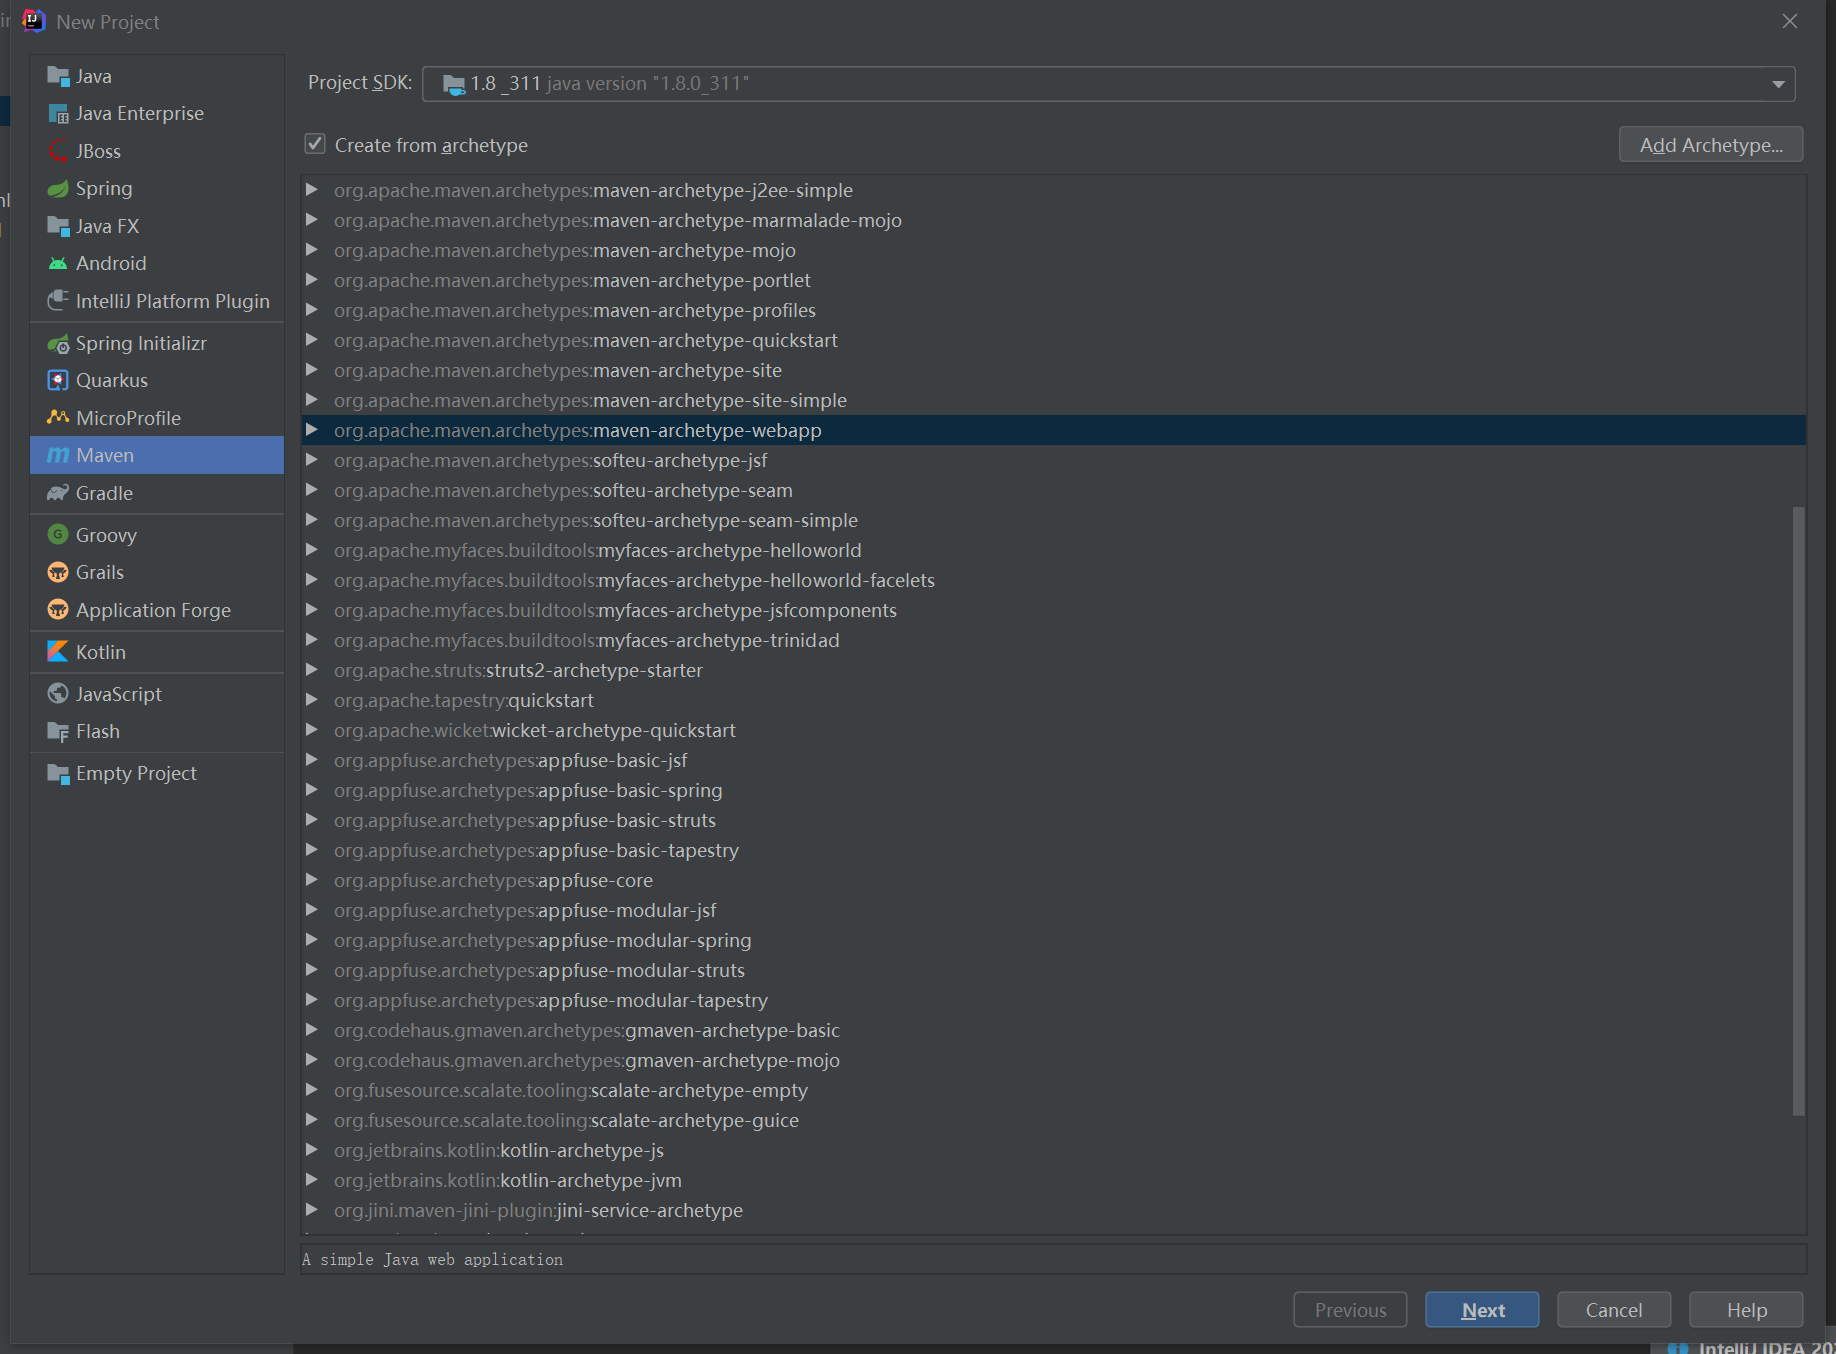 New Project
Java
Java Enterprise
JBoss
Spring
Java FX
Android
IntelliJ Platform Plugin
Spring Initializr
Quarkus
MicroProfile
Maven
Gradle
Groovy
Grails
Application Forge
Kotlin
JavaScript
Flash
Empty Project
Project SDK: 1.8 _311 java version "1.8.0_311"
Create from archetype
Add Archetype...
org.apache.maven.archetypes:maven-archetype-j2ee-simple
org.apache.maven.archetypes:maven-archetype-marmalade-mojo
org.apache.maven.archetypes:maven-archetype-mojo
org.apache.maven.archetypes:maven-archetype-portlet
org.apache.maven.archetypes:maven-archetype-profiles
org.apache.maven.archetypes:maven-archetype-quickstart
org.apache.maven.archetypes:maven-archetype-site
org.apache.maven.archetypes:maven-archetype-site-simple
org.apache.maven.archetypes:maven-archetype-webapp
org.apache.maven.archetypes:softeu-archetype-jsf
org.apache.maven.archetypes:softeu-archetype-seam
org.apache.maven.archetypes:softeu-archetype-seam-simple
org.apache.myfaces.buildtools:myfaces-archetype-helloworld
org.apache.myfaces.buildtools:myfaces-archetype-helloworld-facelets
org.apache.myfaces.buildtools:myfaces-archetype-jsfcomponents
org.apache.myfaces.buildtools:myfaces-archetype-trinidad
org.apache.struts:struts2-archetype-starter
org.apache.tapestry:quickstart
org.apache.wicket:wicket-archetype-quickstart
org.appfuse.archetypes:appfuse-basic-jsf
org.appfuse.archetypes:appfuse-basic-spring
org.appfuse.archetypes:appfuse-basic-struts
org.appfuse.archetypes:appfuse-basic-tapestry
org.appfuse.archetypes:appfuse-core
org.appfuse.archetypes:appfuse-modular-jsf
org.appfuse.archetypes:appfuse-modular-spring
org.appfuse.archetypes:appfuse-modular-struts
org.appfuse.archetypes:appfuse-modular-tapestry
org.codehaus.gmaven.archetypes:gmaven-archetype-basic
org.codehaus.gmaven.archetypes:gmaven-archetype-mojo
org.fusesource.scalate.tooling:scalate-archetype-empty
org.fusesource.scalate.tooling:scalate-archetype-guice
org.jetbrains.kotlin:kotlin-archetype-js
org.jetbrains.kotlin:kotlin-archetype-jvm
org.jini.maven-jini-plugin:jini-service-archetype
A simple Java web application
Previous
Next
Cancel
Help
IntelliJ IDEA